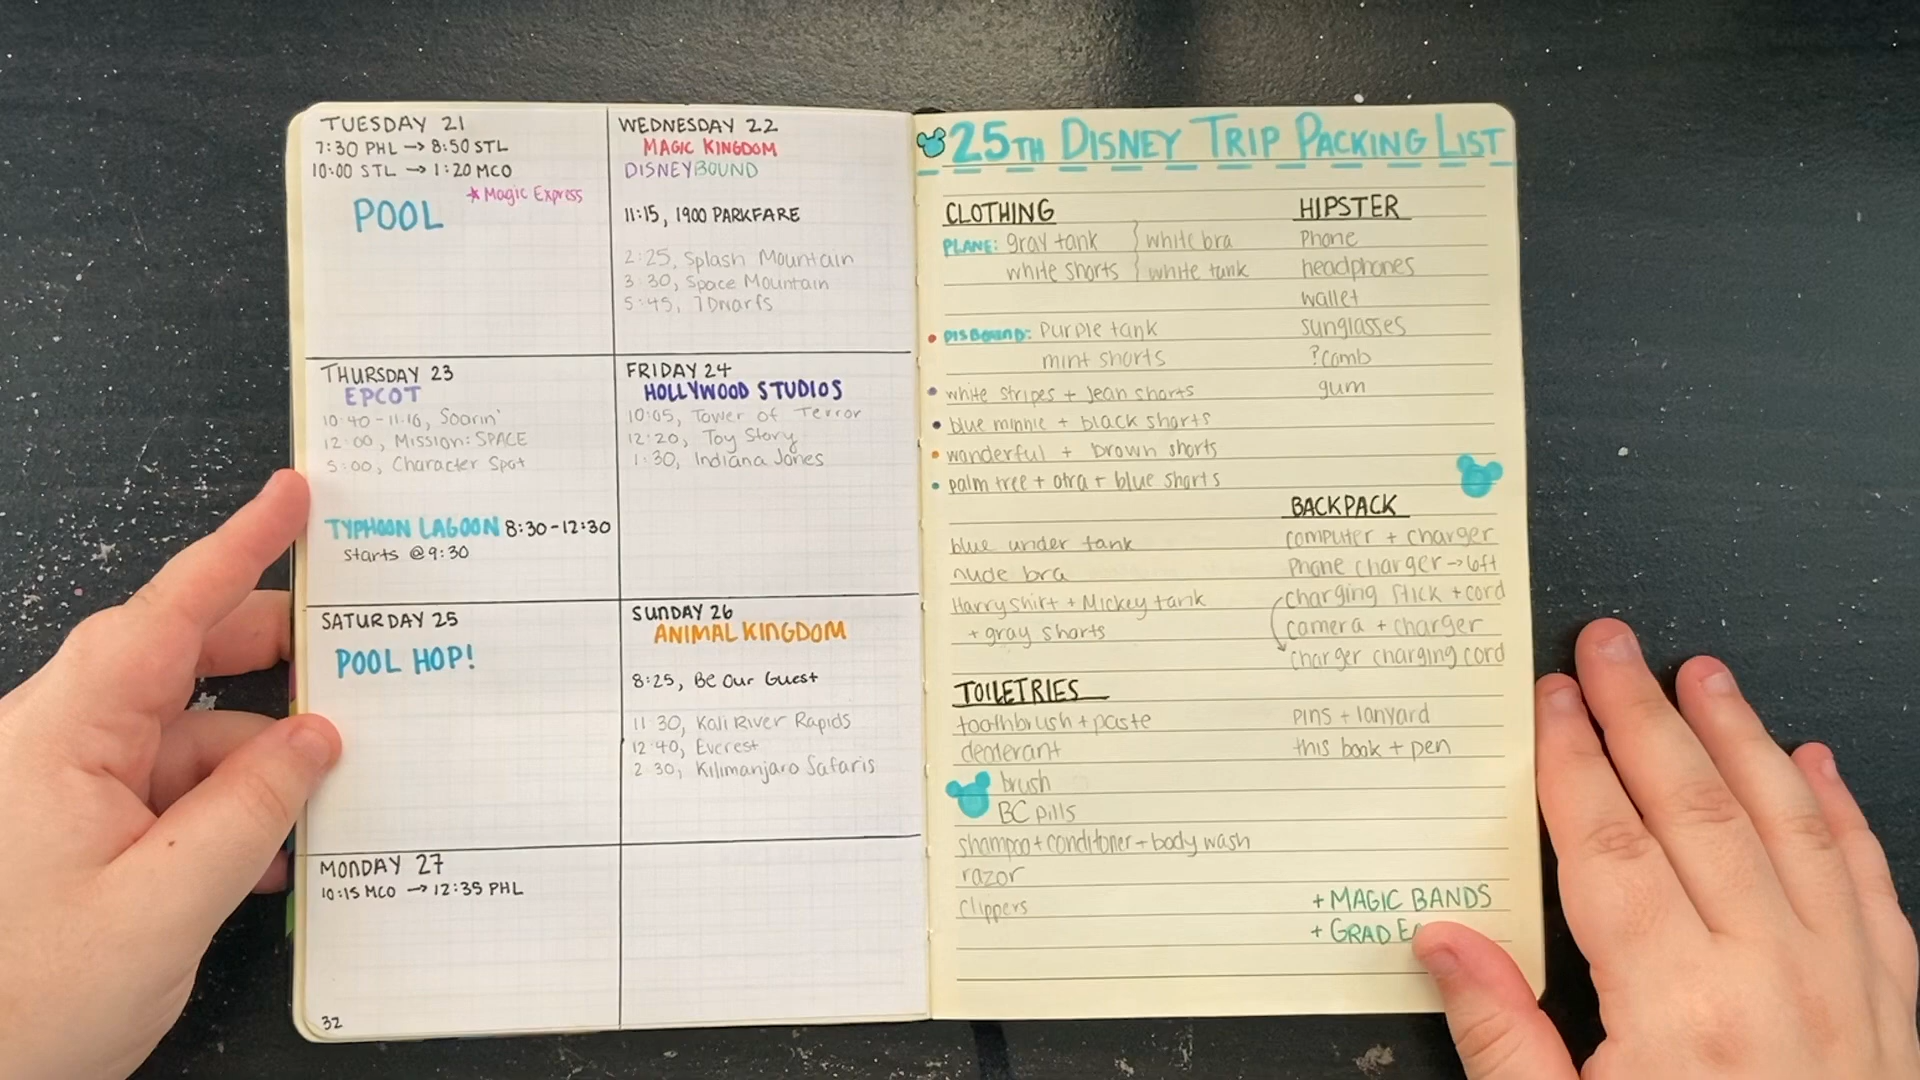 TUESDAY 21
7:30 PHL → 8:50 STL
10:00 STL → 1:20 MCO
★ Magic Express
POOL
WEDNESDAY 22
MAGIC KINGDOM
DISNEYBOUND
11:15, 1900 PARKFARE
2:25, Splash Mountain
3:30, Space Mountain
5:45, 7 Dwarfs
THURSDAY 23
EPCOT
10:40-11:10, Soarin'
12:00, Mission: SPACE
5:00, Character Spot
TYPHOON LAGOON 8:30-12:30
Starts @ 9:30
FRIDAY 24
HOLLYWOOD STUDIOS
10:05, Tower of Terror
12:20, Toy Story
1:30, Indiana Jones
SATURDAY 25
POOL HOP!
SUNDAY 26
ANIMAL KINGDOM
8:25, Be Our Guest
11:30, Kali River Rapids
12:40, Everest
2:30, Kilimanjaro Safaris
MONDAY 27
10:15 MCO → 12:35 PHL
32
25TH DISNEY TRIP PACKING LIST
CLOTHING
PLANE: gray tank } white bra
white shorts } white tank
DISBOUND: purple tank
mint shorts
• white stripes + jean shorts
• blue minnie + black shorts
• wonderful + brown shorts
• palm tree + otra + blue shorts
blue under tank
nude bra
Harry shirt + Mickey tank
+ gray shorts
TOILETRIES
toothbrush + paste
deoterant
brush
BC pills
shampoo + conditoner + body wash
razor
clippers
HIPSTER
Phone
headphones
wallet
sunglasses
? comb
gum
BACKPACK
computer + charger
phone charger → 6ft
charging stick + cord
camera + charger
charger charging cord
pins + lanyard
this book + pen
+ MAGIC BANDS
+ GRAD